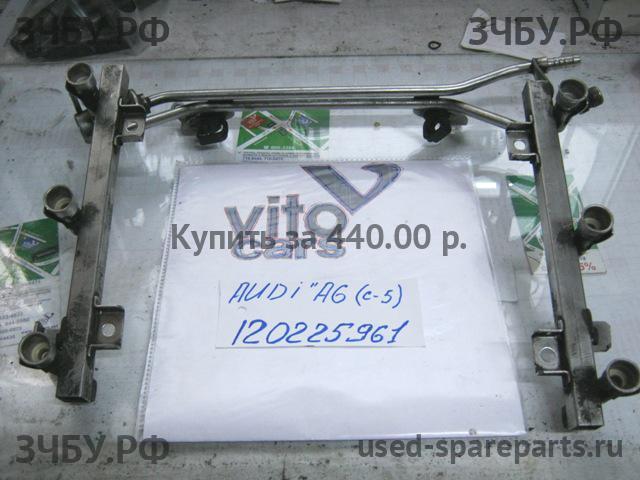 ЗЧБУ.РФ
ЗЧБУ.РФ
vito
cars
Купить за 440.00 р.
AUDi "A6 (c-5)
120225961
ЗЧБУ.РФ
used-spareparts.ru